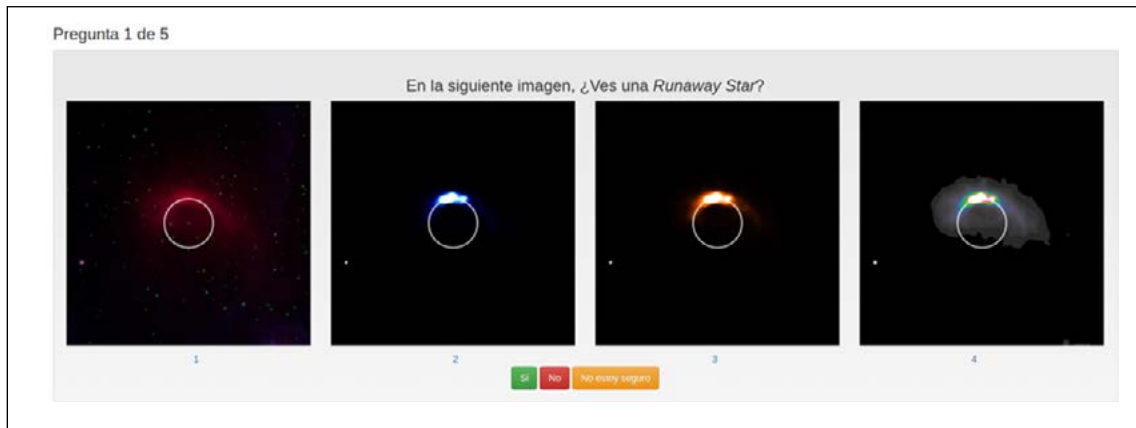 Pregunta 1 de 5
En la siguiente imagen, ¿Ves una Runaway Star?
1 2 3 4
Si No No estoy seguro